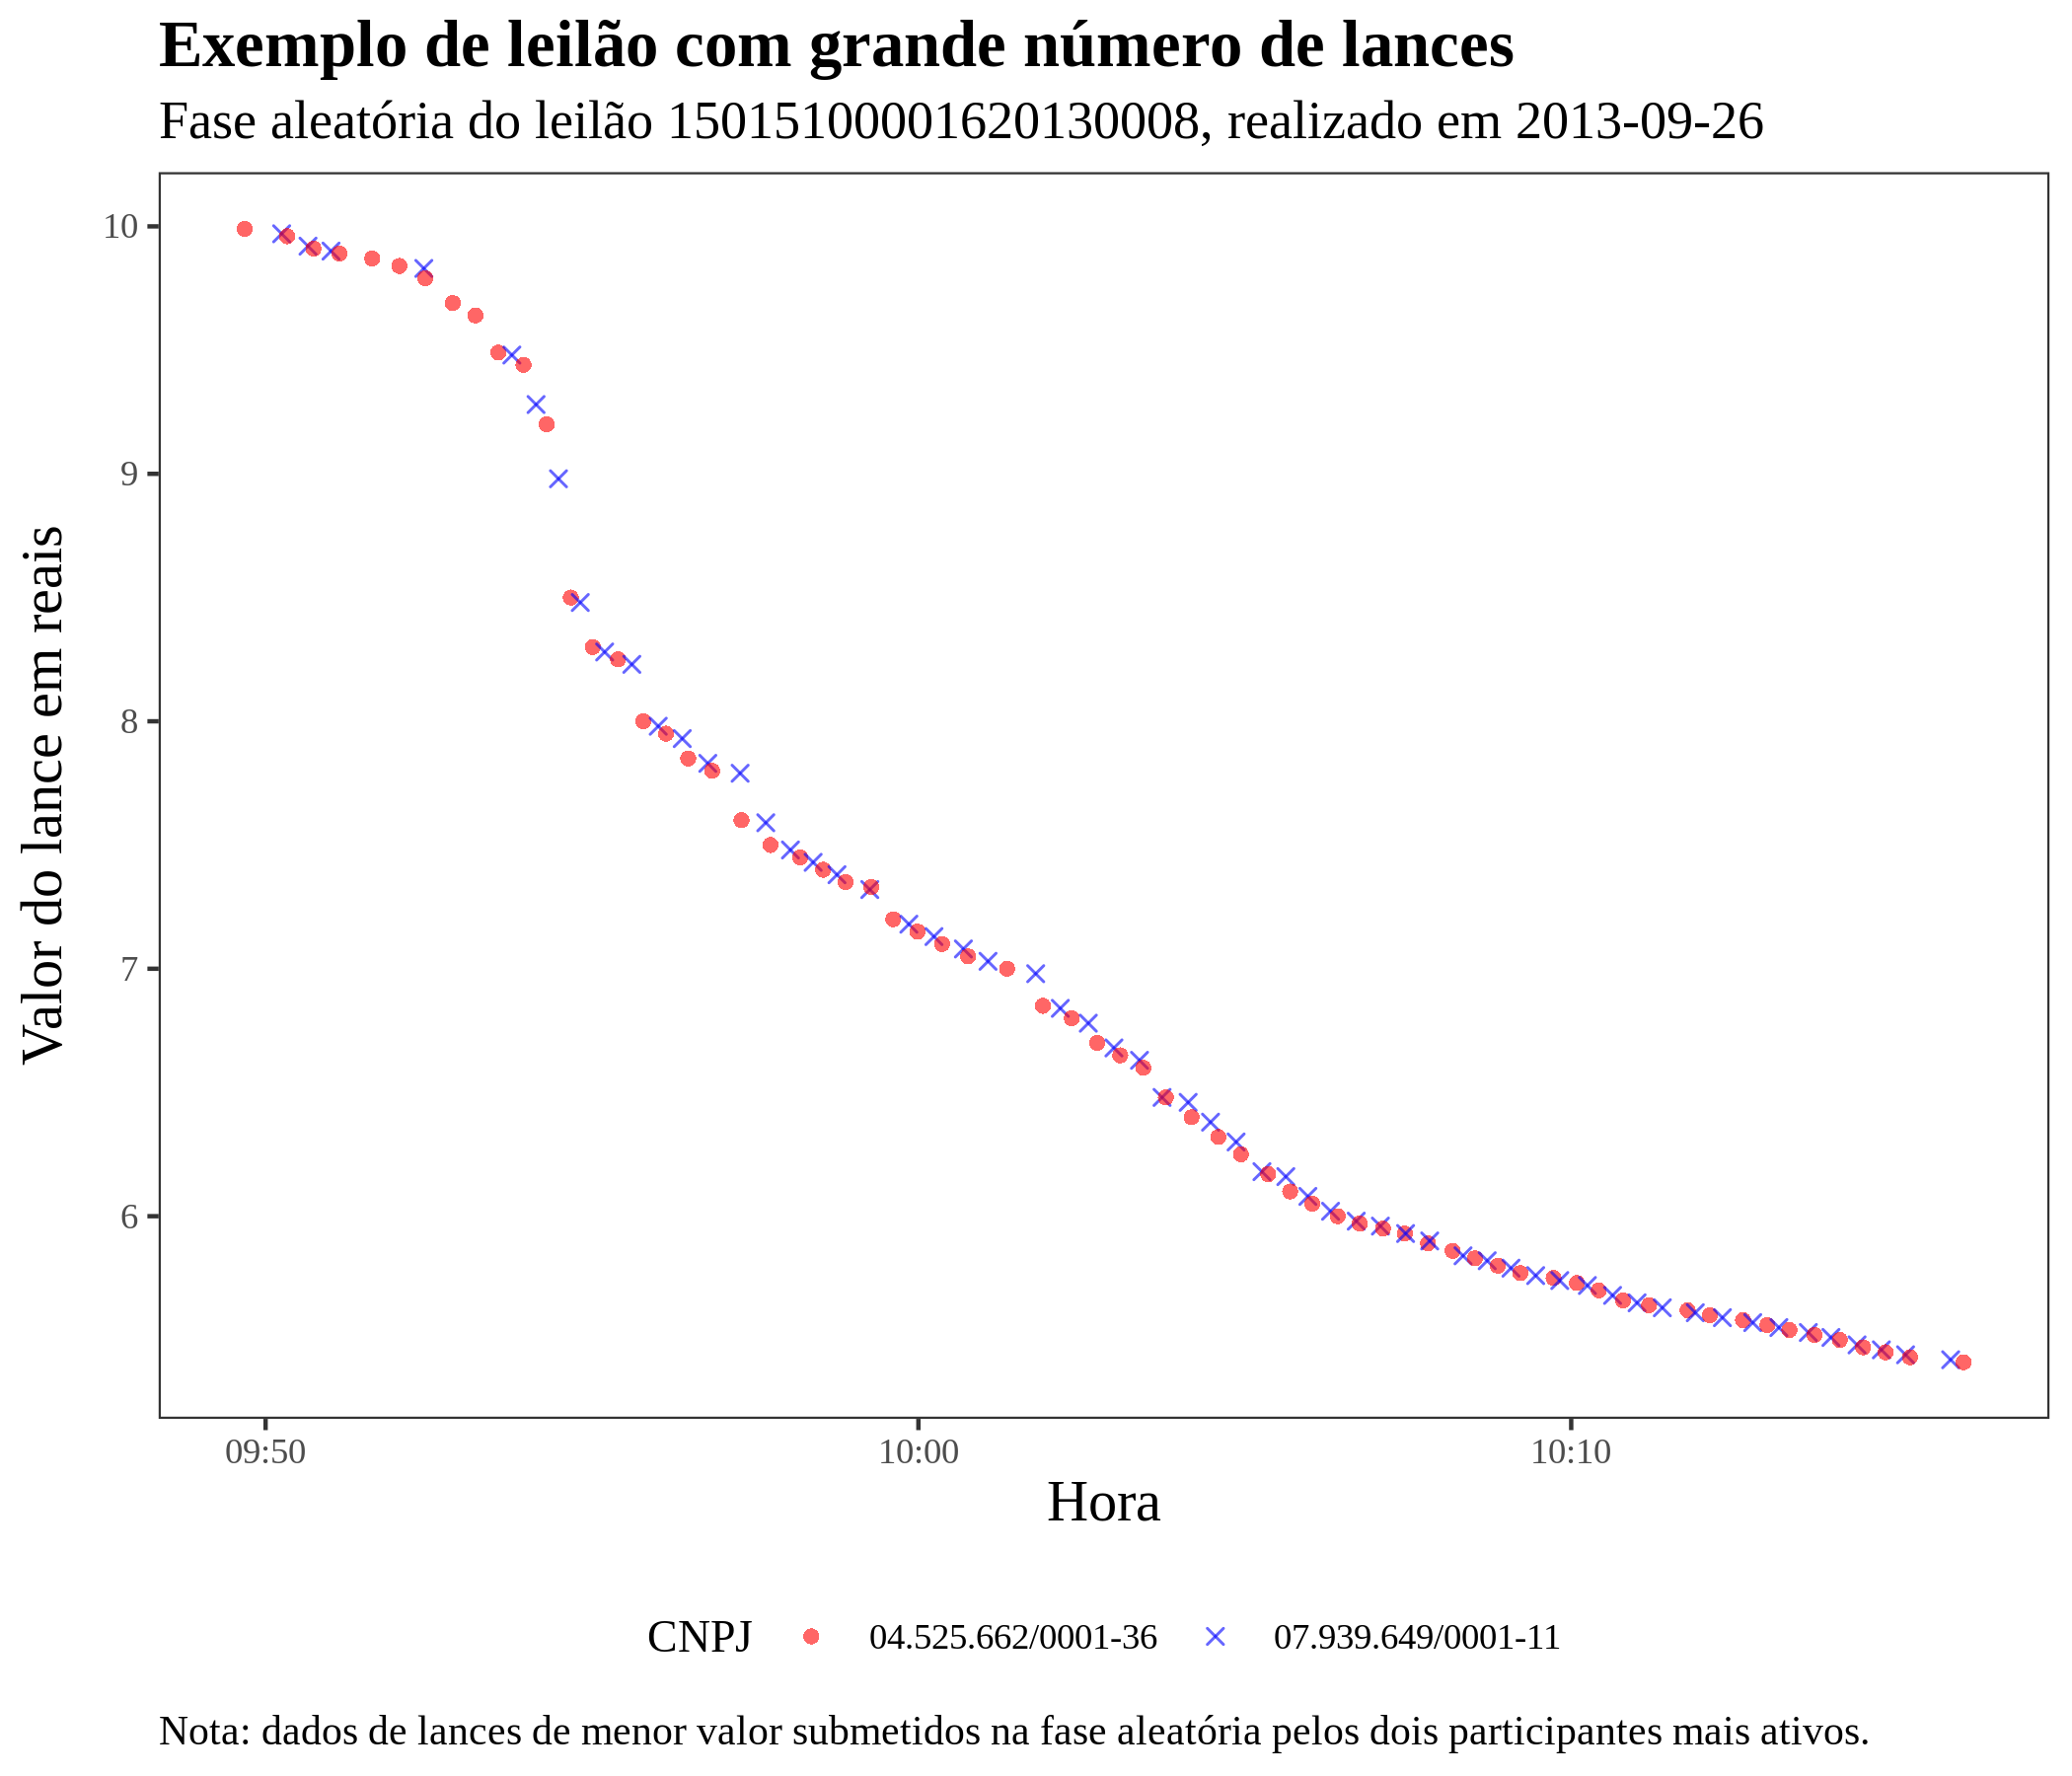 Exemplo de leilão com grande número de lances
Fase aleatória do leilão 15015100001620130008, realizado em 2013-09-26
Valor do lance em reais
10
9
8
7
6
09:50 10:00 10:10
Hora
CNPJ 04.525.662/0001-36 07.939.649/0001-11
Nota: dados de lances de menor valor submetidos na fase aleatória pelos dois participantes mais ativos.